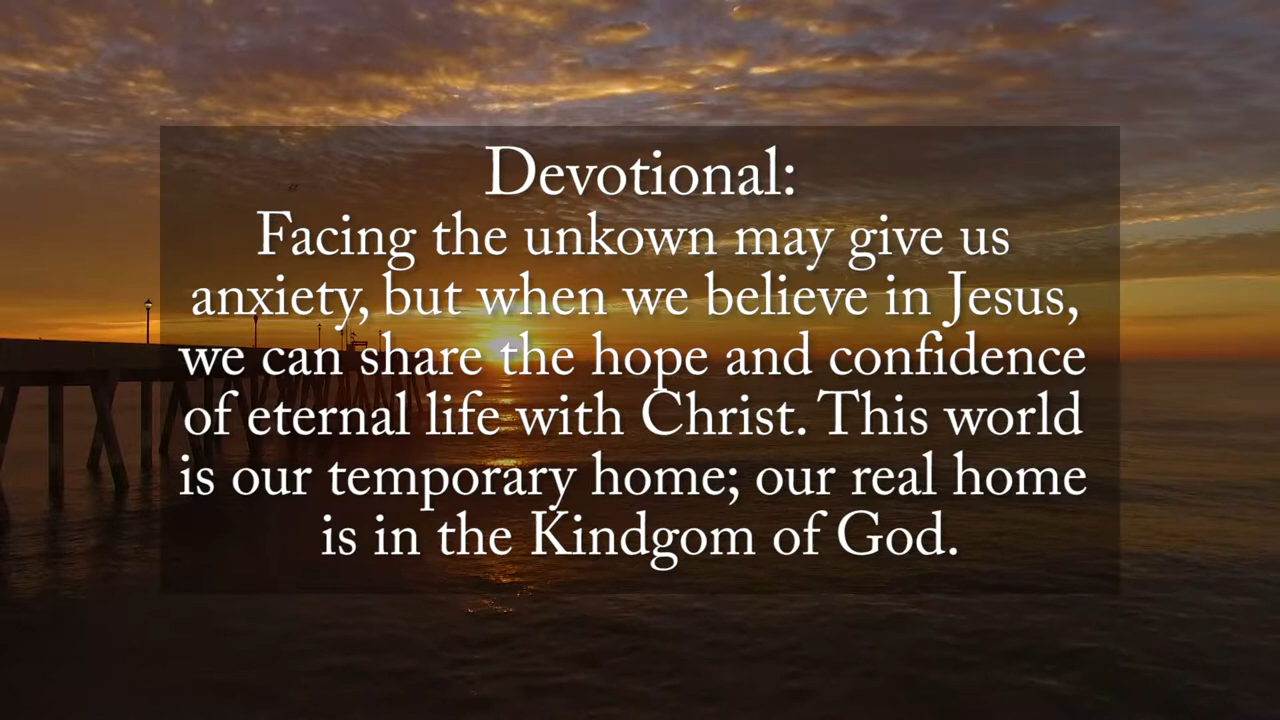 Devotional:
Facing the unkown may give us
anxiety, but when we believe in Jesus,
we can share the hope and confidence
of eternal life with Christ. This world
is our temporary home; our real home
is in the Kindgom of God.